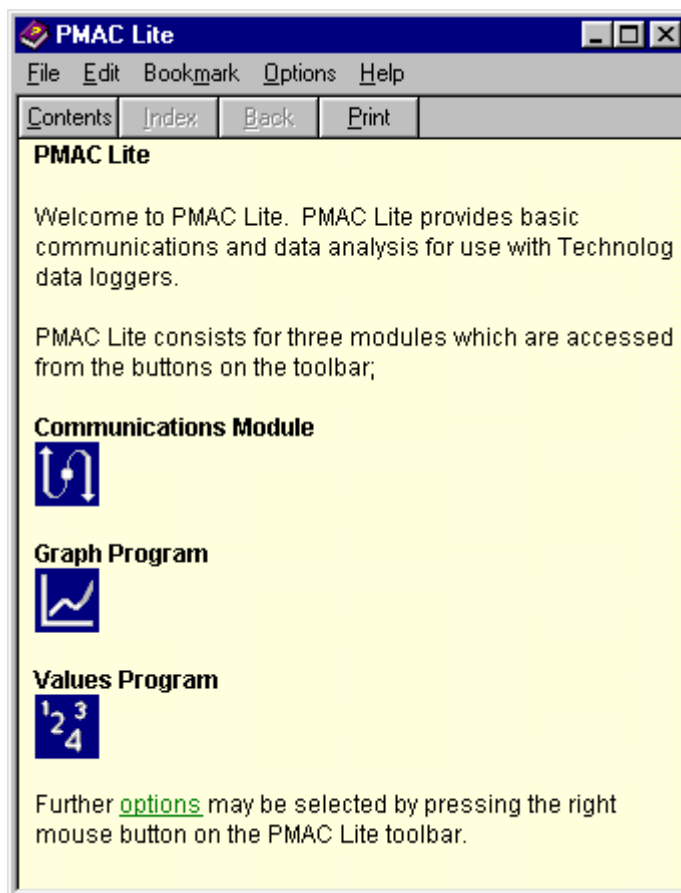 PMAC Lite
File Edit Bookmark Options Help
Contents Index Back Print
PMAC Lite
Welcome to PMAC Lite. PMAC Lite provides basic
communications and data analysis for use with Technolog
data loggers.
PMAC Lite consists for three modules which are accessed
from the buttons on the toolbar;
Communications Module
Graph Program
Values Program
1 2 3 4
Further options may be selected by pressing the right
mouse button on the PMAC Lite toolbar.